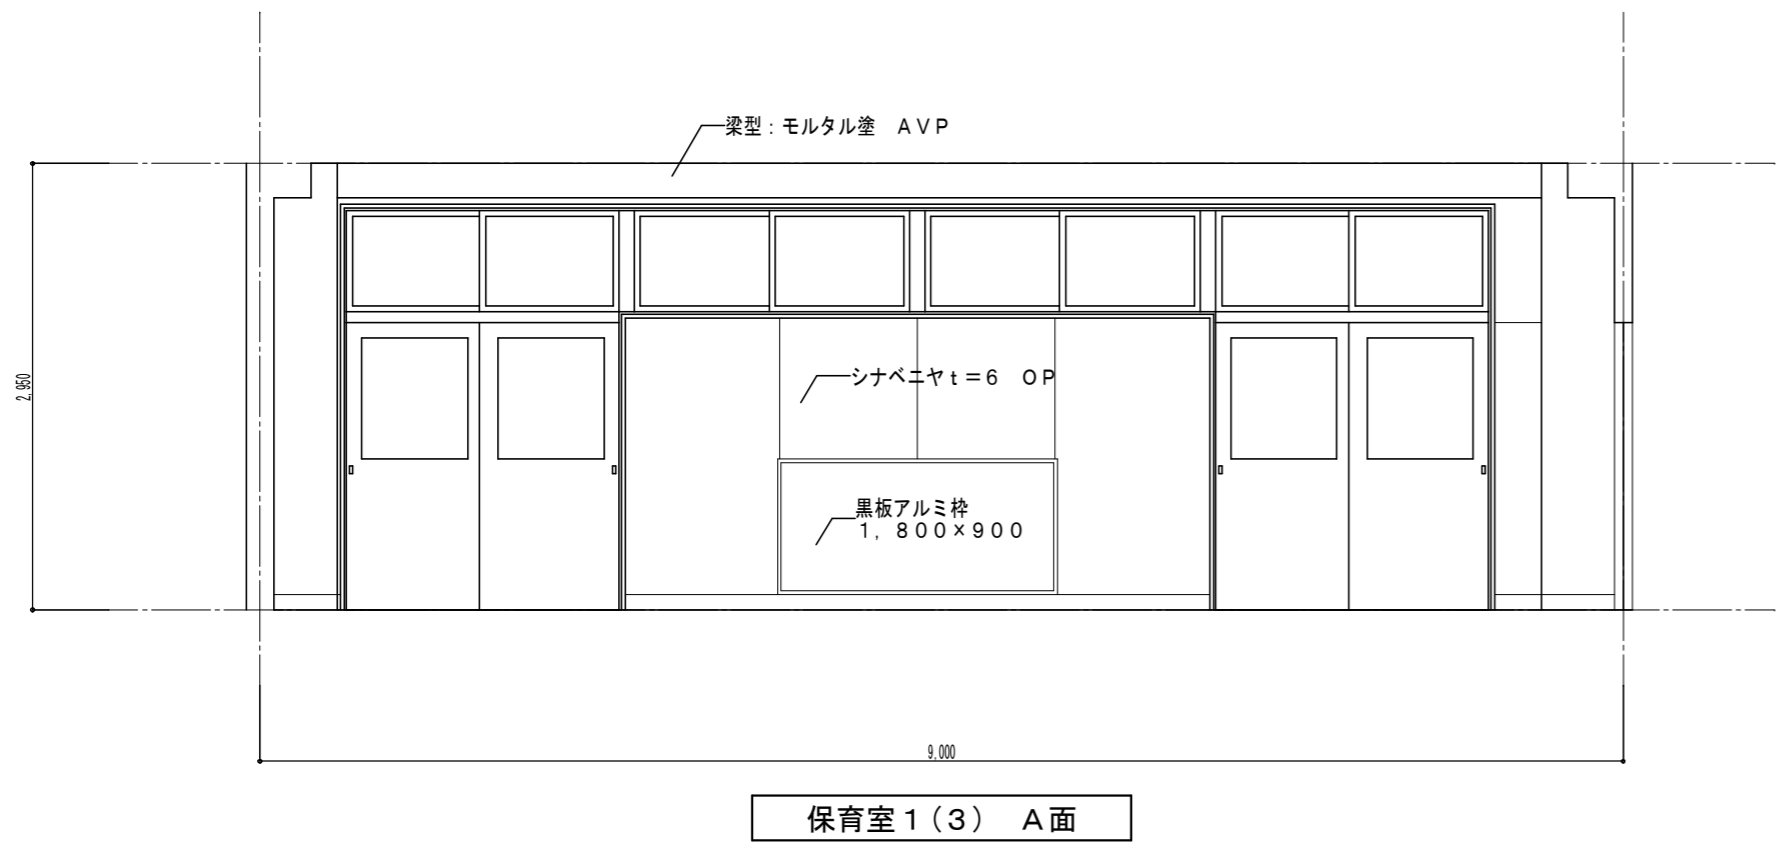 梁型：モルタル塗　ＡＶＰ
2,950
シナベニヤｔ＝６　ＯＰ
黒板アルミ枠
１，８００×９００
9,000
保育室１（３）　Ａ面